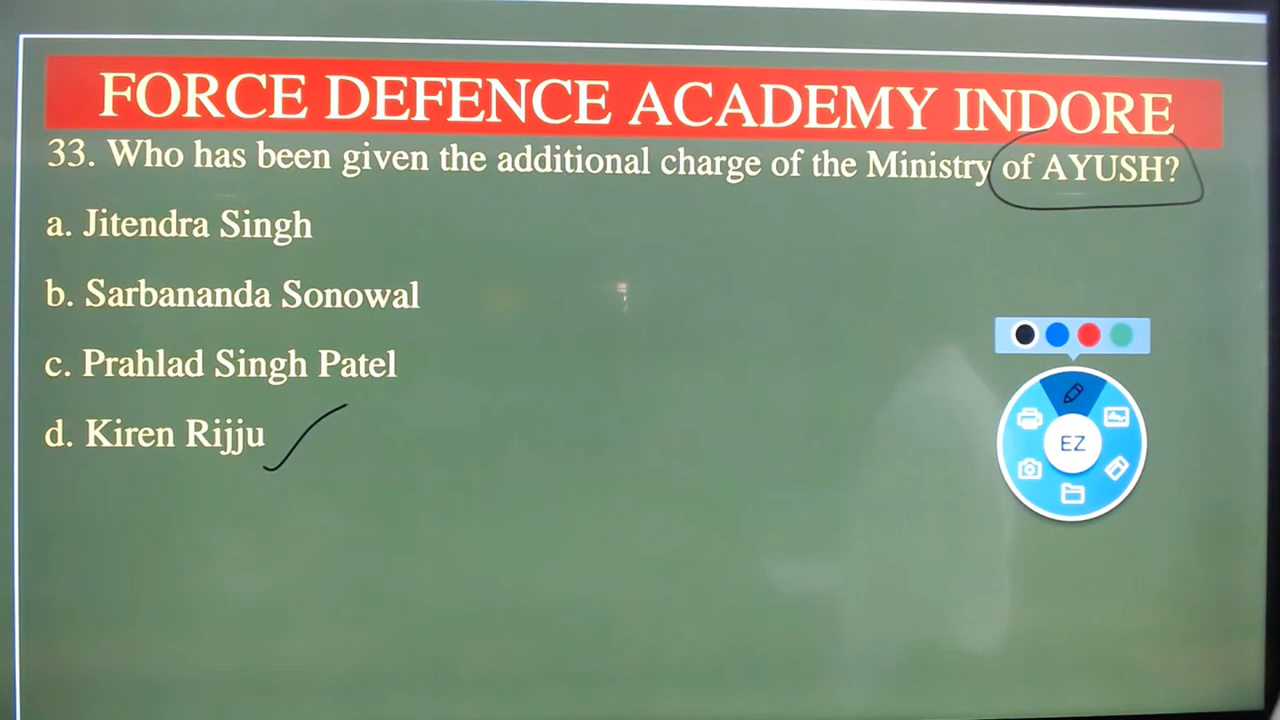 FORCE DEFENCE ACADEMY INDORE
33. Who has been given the additional charge of the Ministry of AYUSH?
a. Jitendra Singh
b. Sarbananda Sonowal
c. Prahlad Singh Patel
d. Kiren Rijju
EZ